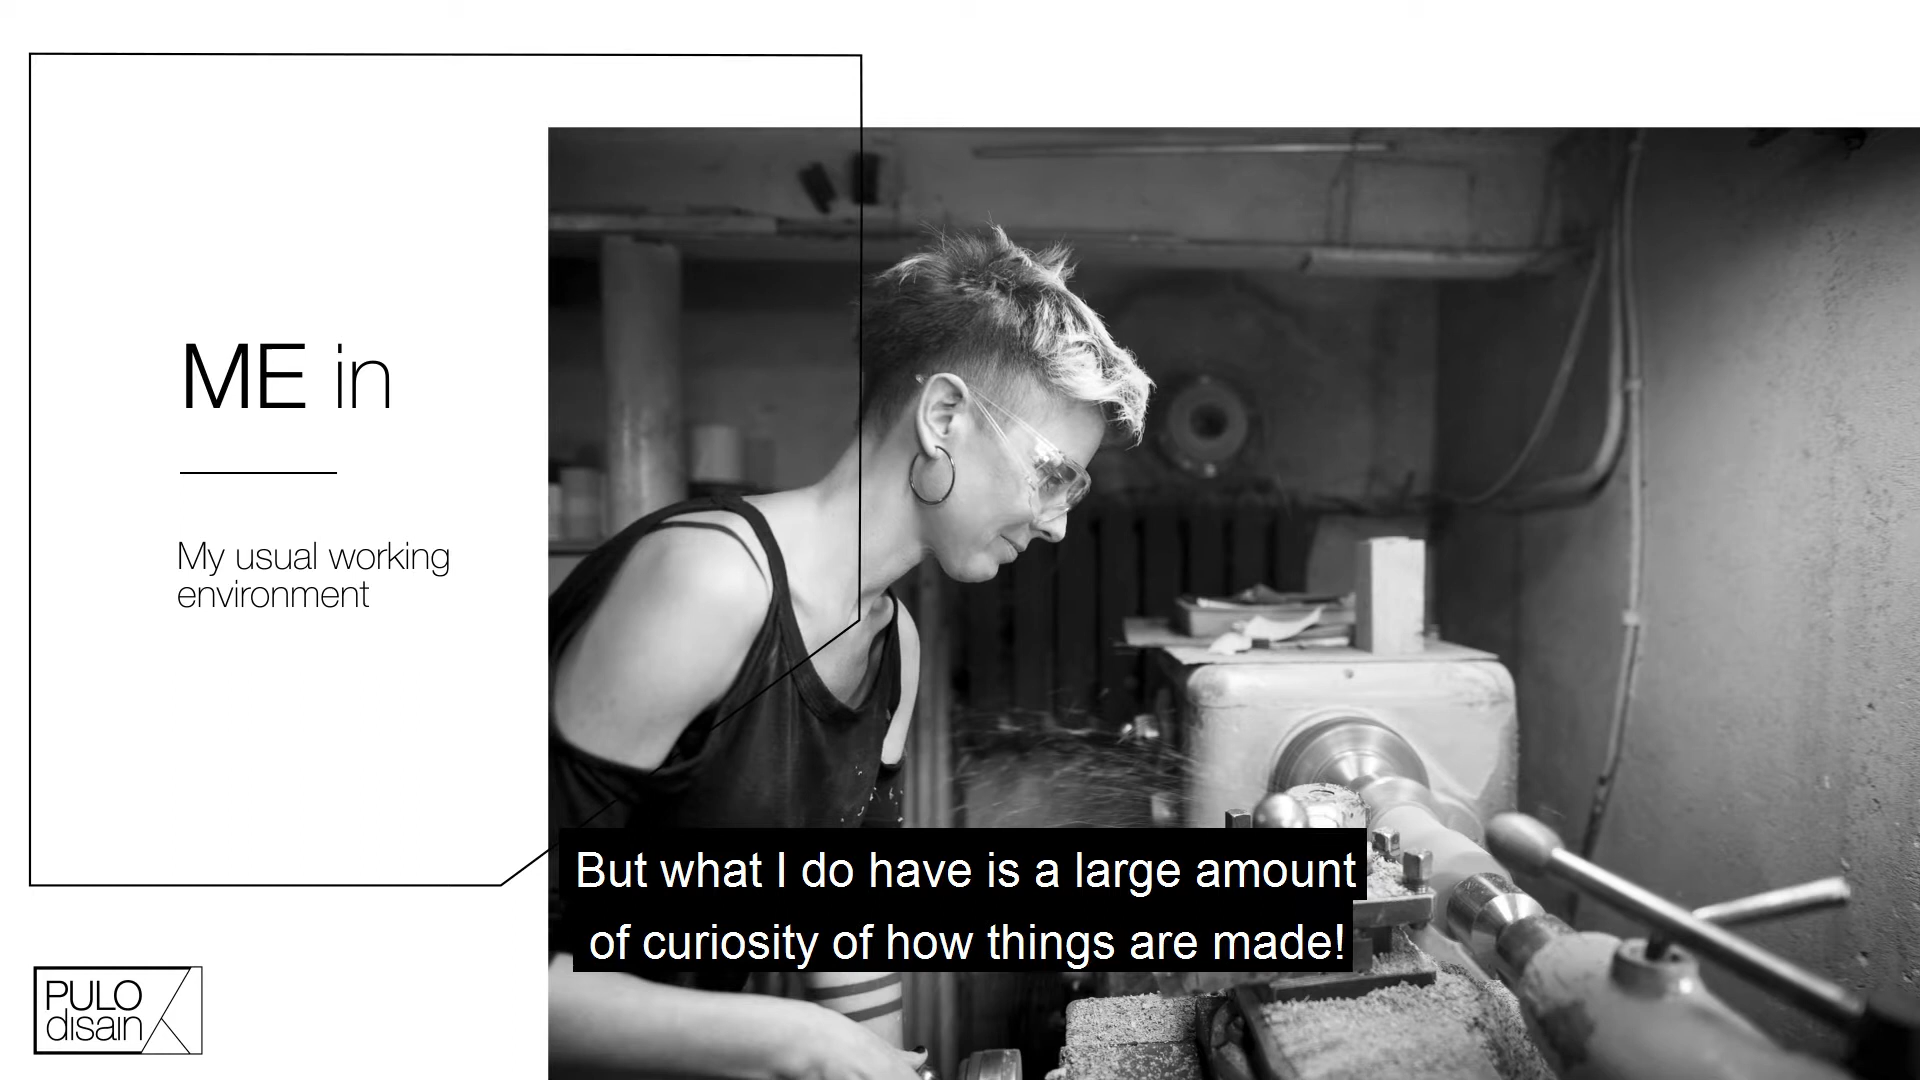 ME in
My usual working
environment
But what I do have is a large amount
of curiosity of how things are made!
PULO
disain